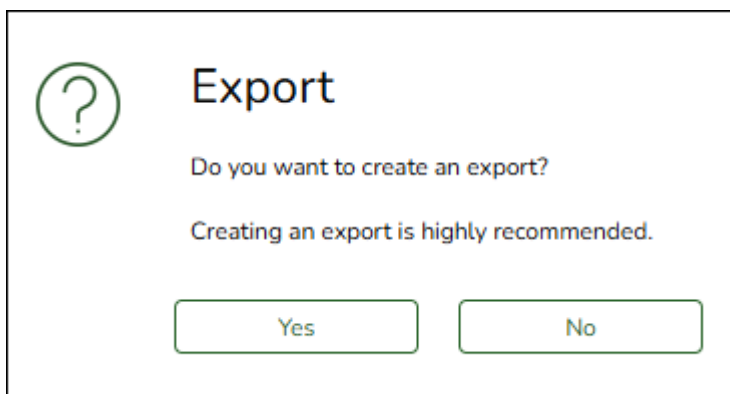 Export
Do you want to create an export?
Creating an export is highly recommended.
Yes
No